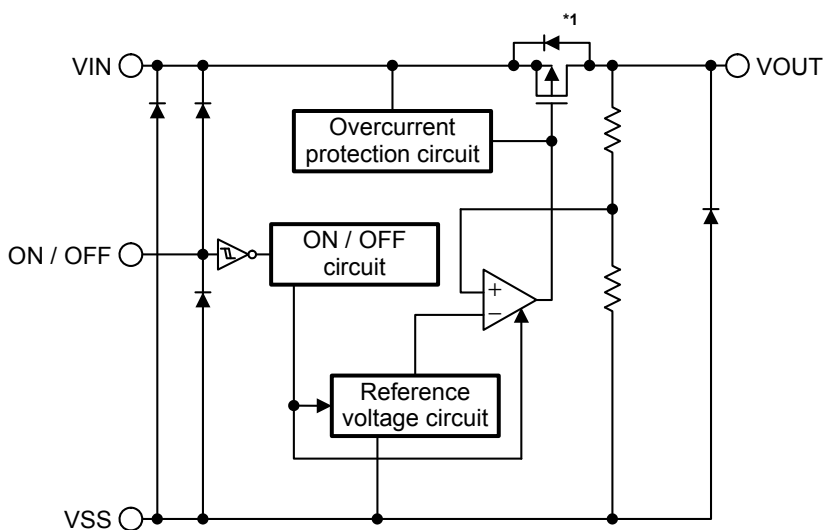 *1
VIN
VOUT
Overcurrent
protection circuit
ON / OFF
ON / OFF
circuit
+
−
Reference
voltage circuit
VSS